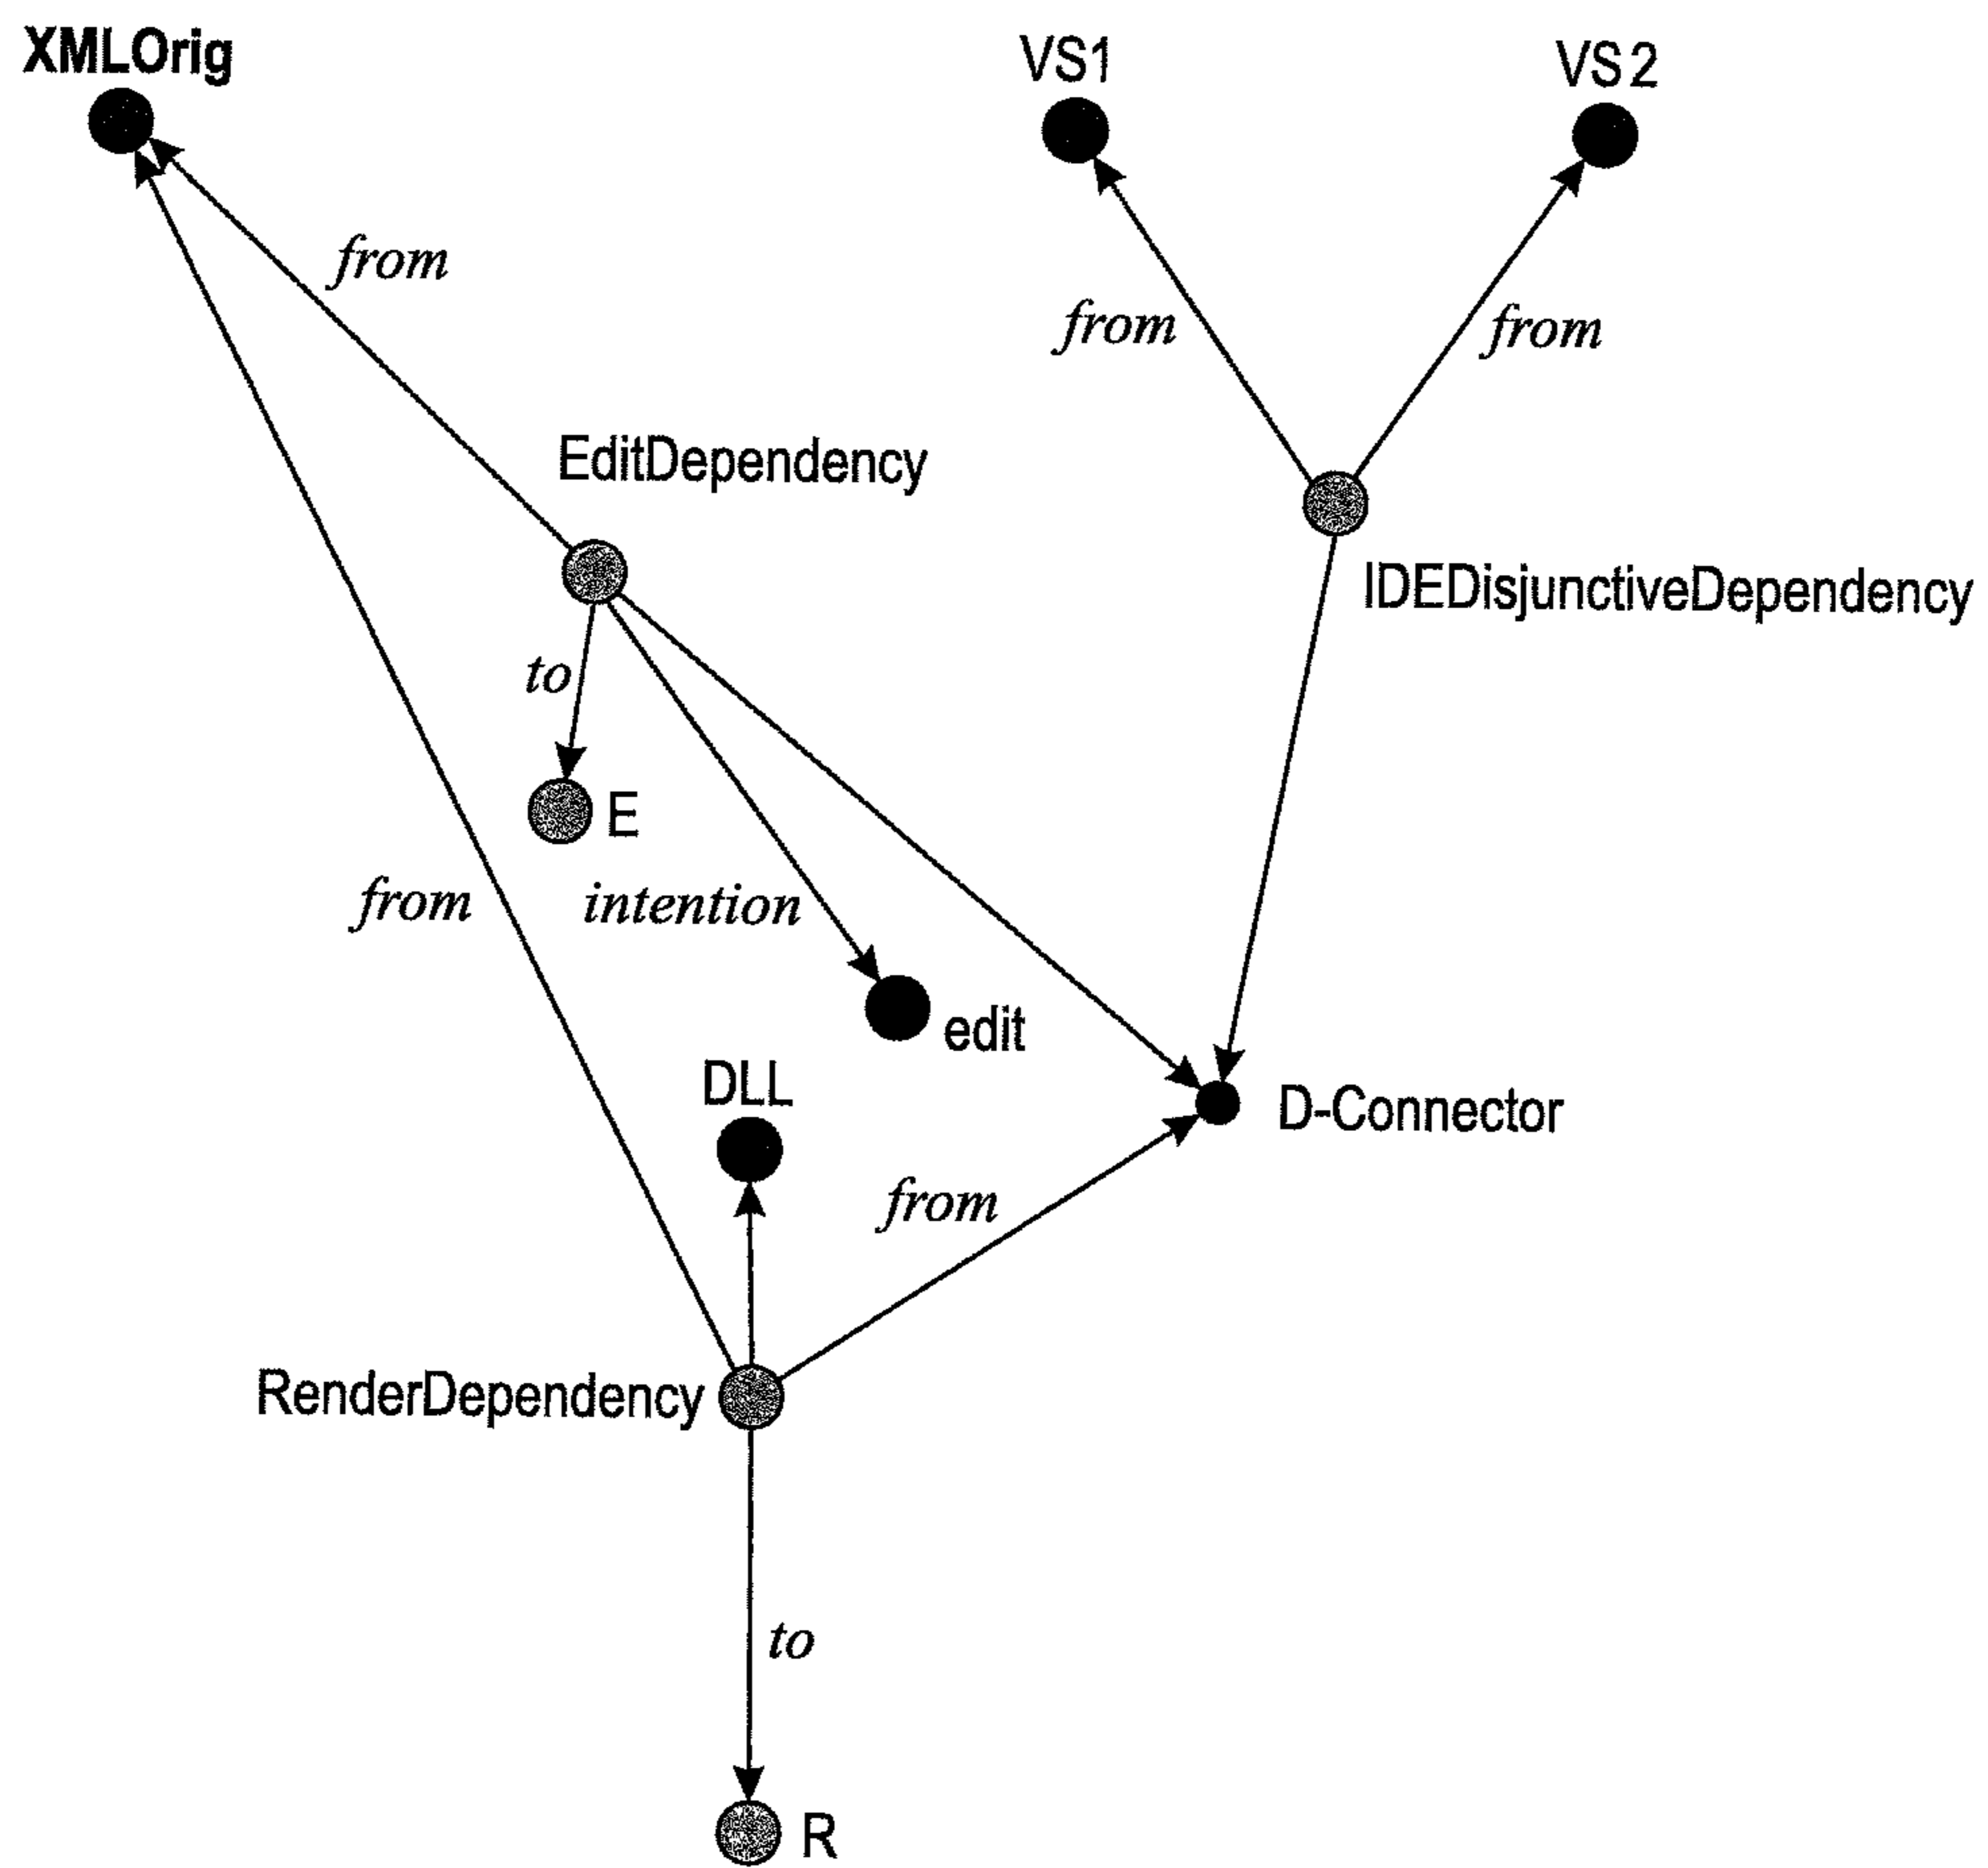 XMLOrig
VS1
VS2
from
from
from
EditDependency
IDEDisjunctiveDependency
to
E
from
intention
edit
DLL
D-Connector
from
RenderDependency
to
R